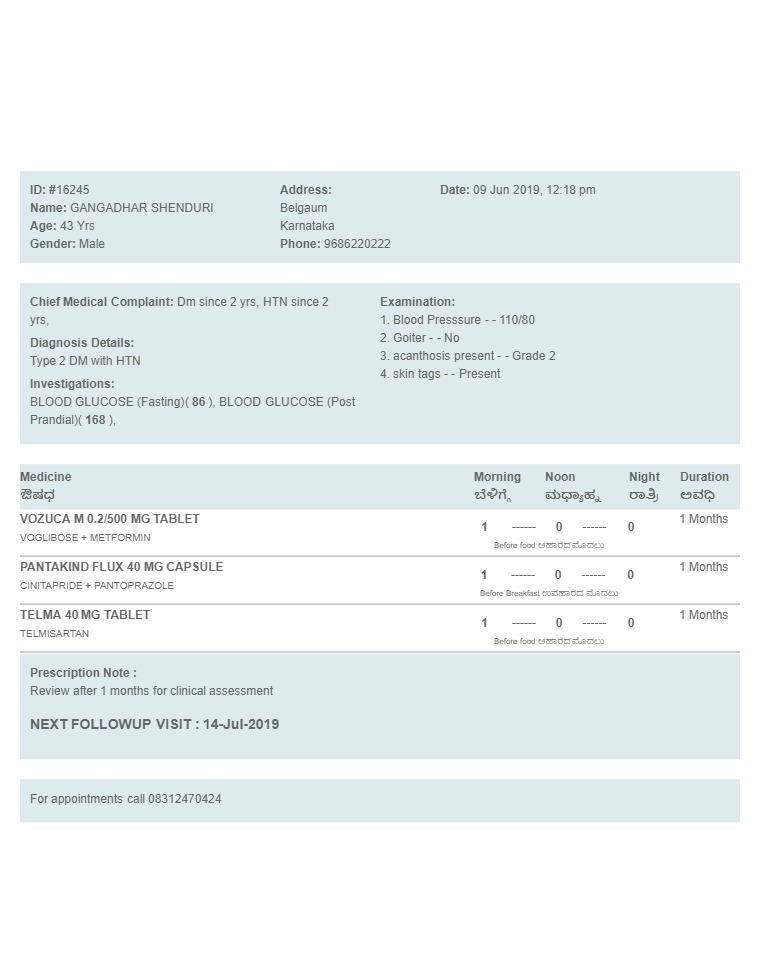 ID: #16245
Name: GANGADHAR SHENDURI
Age: 43 Yrs
Gender: Male
Address:
Belgaum
Karnataka
Phone: 9686220222
Date: 09 Jun 2019, 12:18 pm
Chief Medical Complaint: Dm since 2 yrs, HTN since 2
yrs,
Diagnosis Details:
Type 2 DM with HTN
Investigations:
BLOOD GLUCOSE (Fasting)( 86 ), BLOOD GLUCOSE (Post
Prandial)( 168 ),
Examination:
1. Blood Presssure - - 110/80
2. Goiter - - No
3. acanthosis present - - Grade 2
4. skin tags - - Present
Medicine Morning Noon Night Duration
ಔಷಧ ಬೆಳಿಗ್ಗೆ ಮಧ್ಯಾಹ್ನ ರಾತ್ರಿ ಅವಧಿ
VOZUCA M 0.2/500 MG TABLET 1 ------ 0 ------ 0 1 Months
VOGLIBOSE + METFORMIN
Before food ಆಹಾರದ ಮೊದಲು
PANTAKIND FLUX 40 MG CAPSULE 1 ------ 0 ------ 0 1 Months
CINITAPRIDE + PANTOPRAZOLE
Before Breakfast ಉಪಹಾರದ ಮೊದಲು
TELMA 40 MG TABLET 1 ------ 0 ------ 0 1 Months
TELMISARTAN
Before food ಆಹಾರದ ಮೊದಲು
Prescription Note :
Review after 1 months for clinical assessment
NEXT FOLLOWUP VISIT : 14-Jul-2019
For appointments call 08312470424